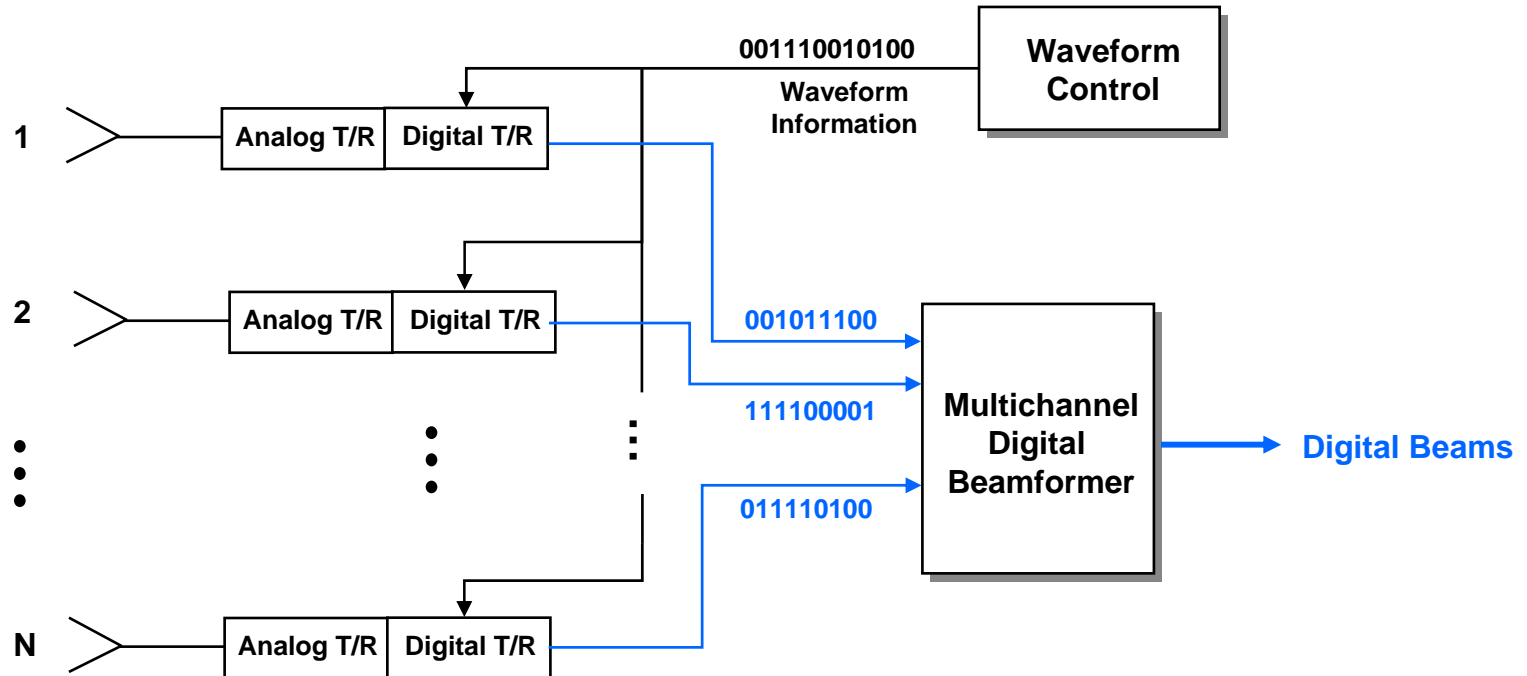 001110010100
Waveform
Control
Waveform
Information
1
Analog T/R
Digital T/R
2
Analog T/R
Digital T/R
001011100
111100001
Multichannel
Digital
Beamformer
Digital Beams
011110100
N
Analog T/R
Digital T/R